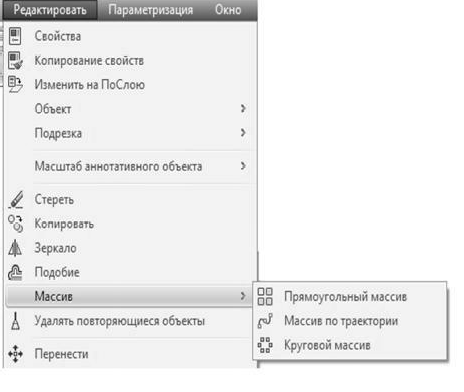 Редактировать Параметризация Окно
Свойства
Копирование свойств
Изменить на ПоСлою
Объект
Подрезка
Масштаб аннотативного объекта
Стереть
Копировать
Зеркало
Подобие
Массив
Прямоугольный массив
Удалять повторяющиеся объекты
Массив по траектории
Круговой массив
Перенести